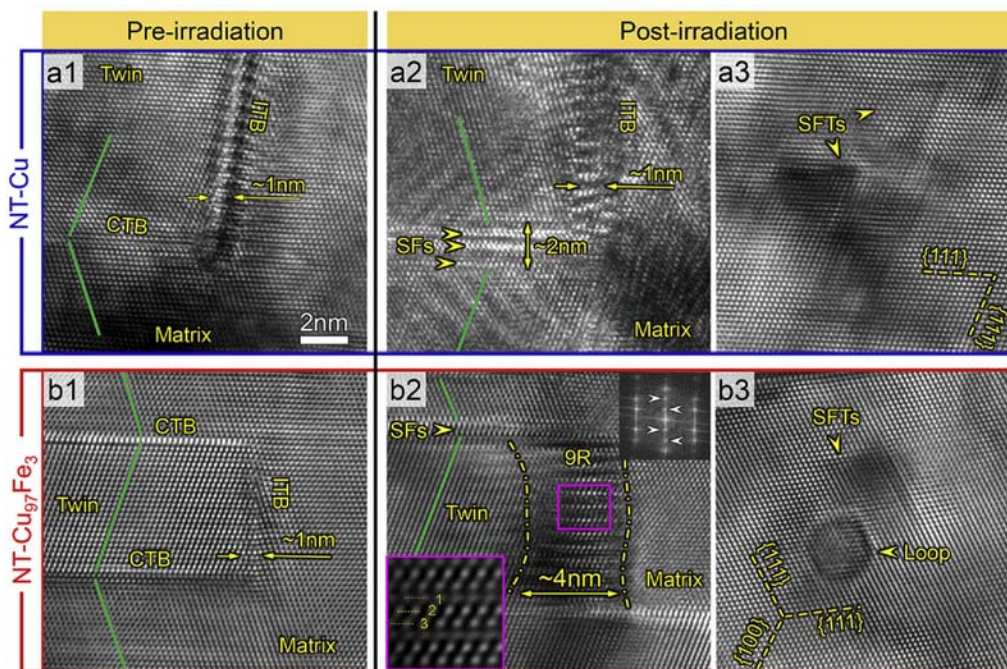 Pre-irradiation
Post-irradiation
NT-Cu
a1
Twin
ITB
~1nm
CTB
Matrix
2nm
a2
ITB
~1nm
SFs
~2nm
Matrix
a3
SFTs
{111}
{111}
NT-Cu97Fe3
b1
CTB
Twin
ITB
CTB
~1nm
Matrix
b2
SFs
9R
Twin
~4nm
Matrix
1
2
3
b3
SFTs
Loop
{111}
{111}
{100}